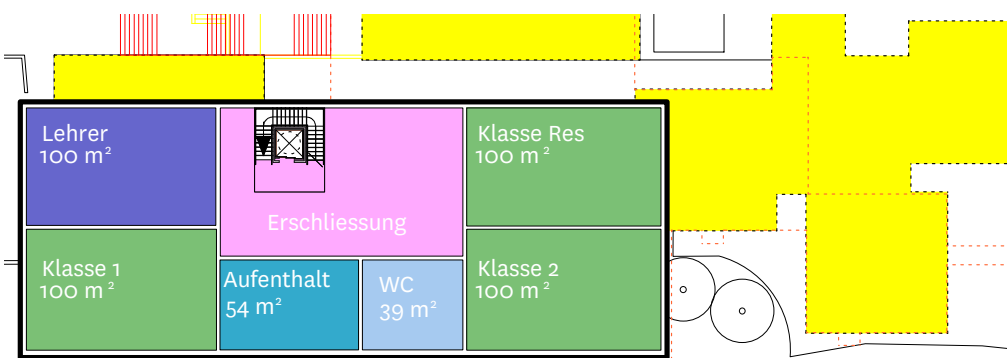 Lehrer
100 m²
Klasse Res
100 m²
Erschliessung
Klasse 1
100 m²
Aufenthalt
54 m²
WC
39 m²
Klasse 2
100 m²